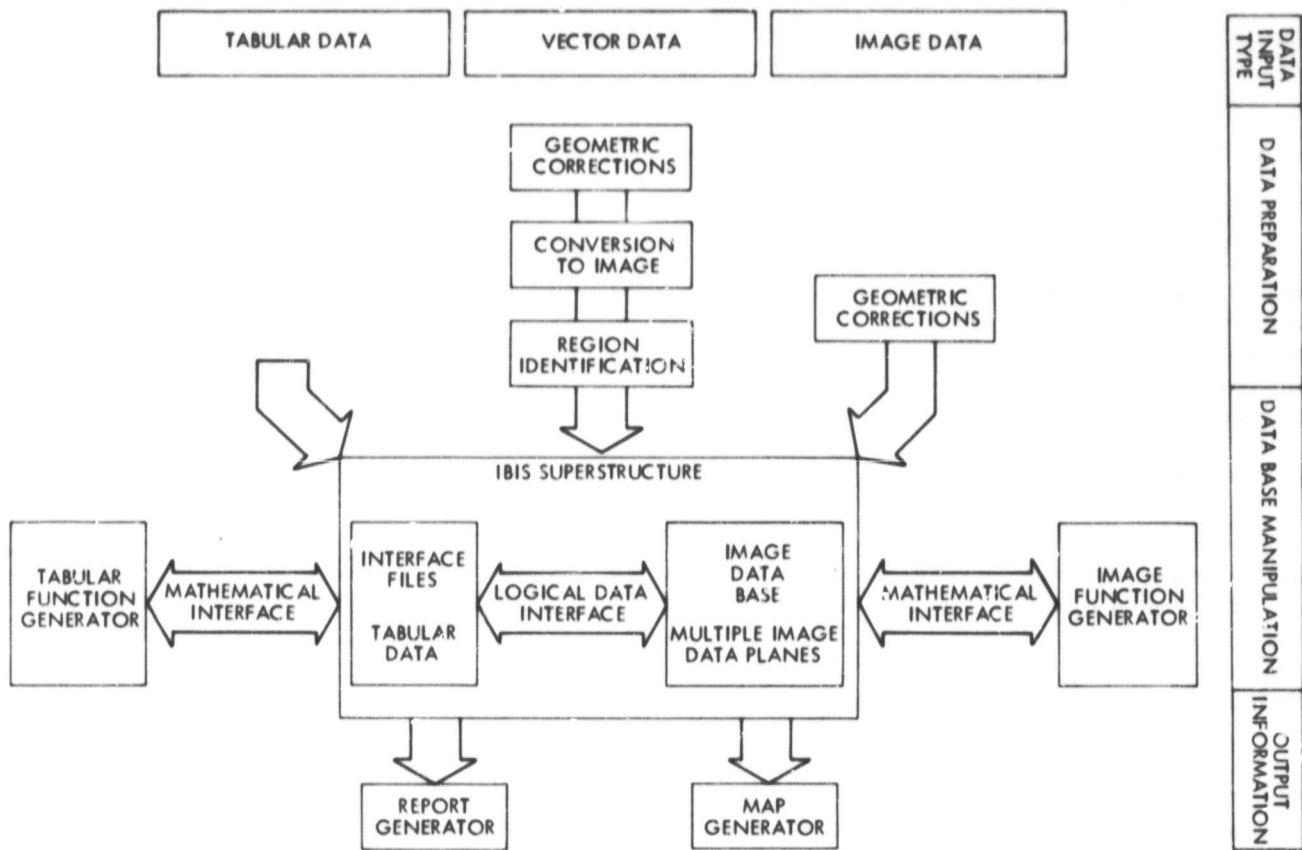 TABULAR DATA
VECTOR DATA
IMAGE DATA
DATA
INPUT
TYPE
GEOMETRIC
CORRECTIONS
CONVERSION
TO IMAGE
REGION
IDENTIFICATION
GEOMETRIC
CORRECTIONS
DATA PREPARATION
IBIS SUPERSTRUCTURE
TABULAR
FUNCTION
GENERATOR
MATHEMATICAL
INTERFACE
INTERFACE
FILES
TABULAR
DATA
LOGICAL DATA
INTERFACE
IMAGE
DATA
BASE
MULTIPLE IMAGE
DATA PLANES
MATHEMATICAL
INTERFACE
IMAGE
FUNCTION
GENERATOR
DATA BASE MANIPULATION
REPORT
GENERATOR
MAP
GENERATOR
OUTPUT
INFORMATION